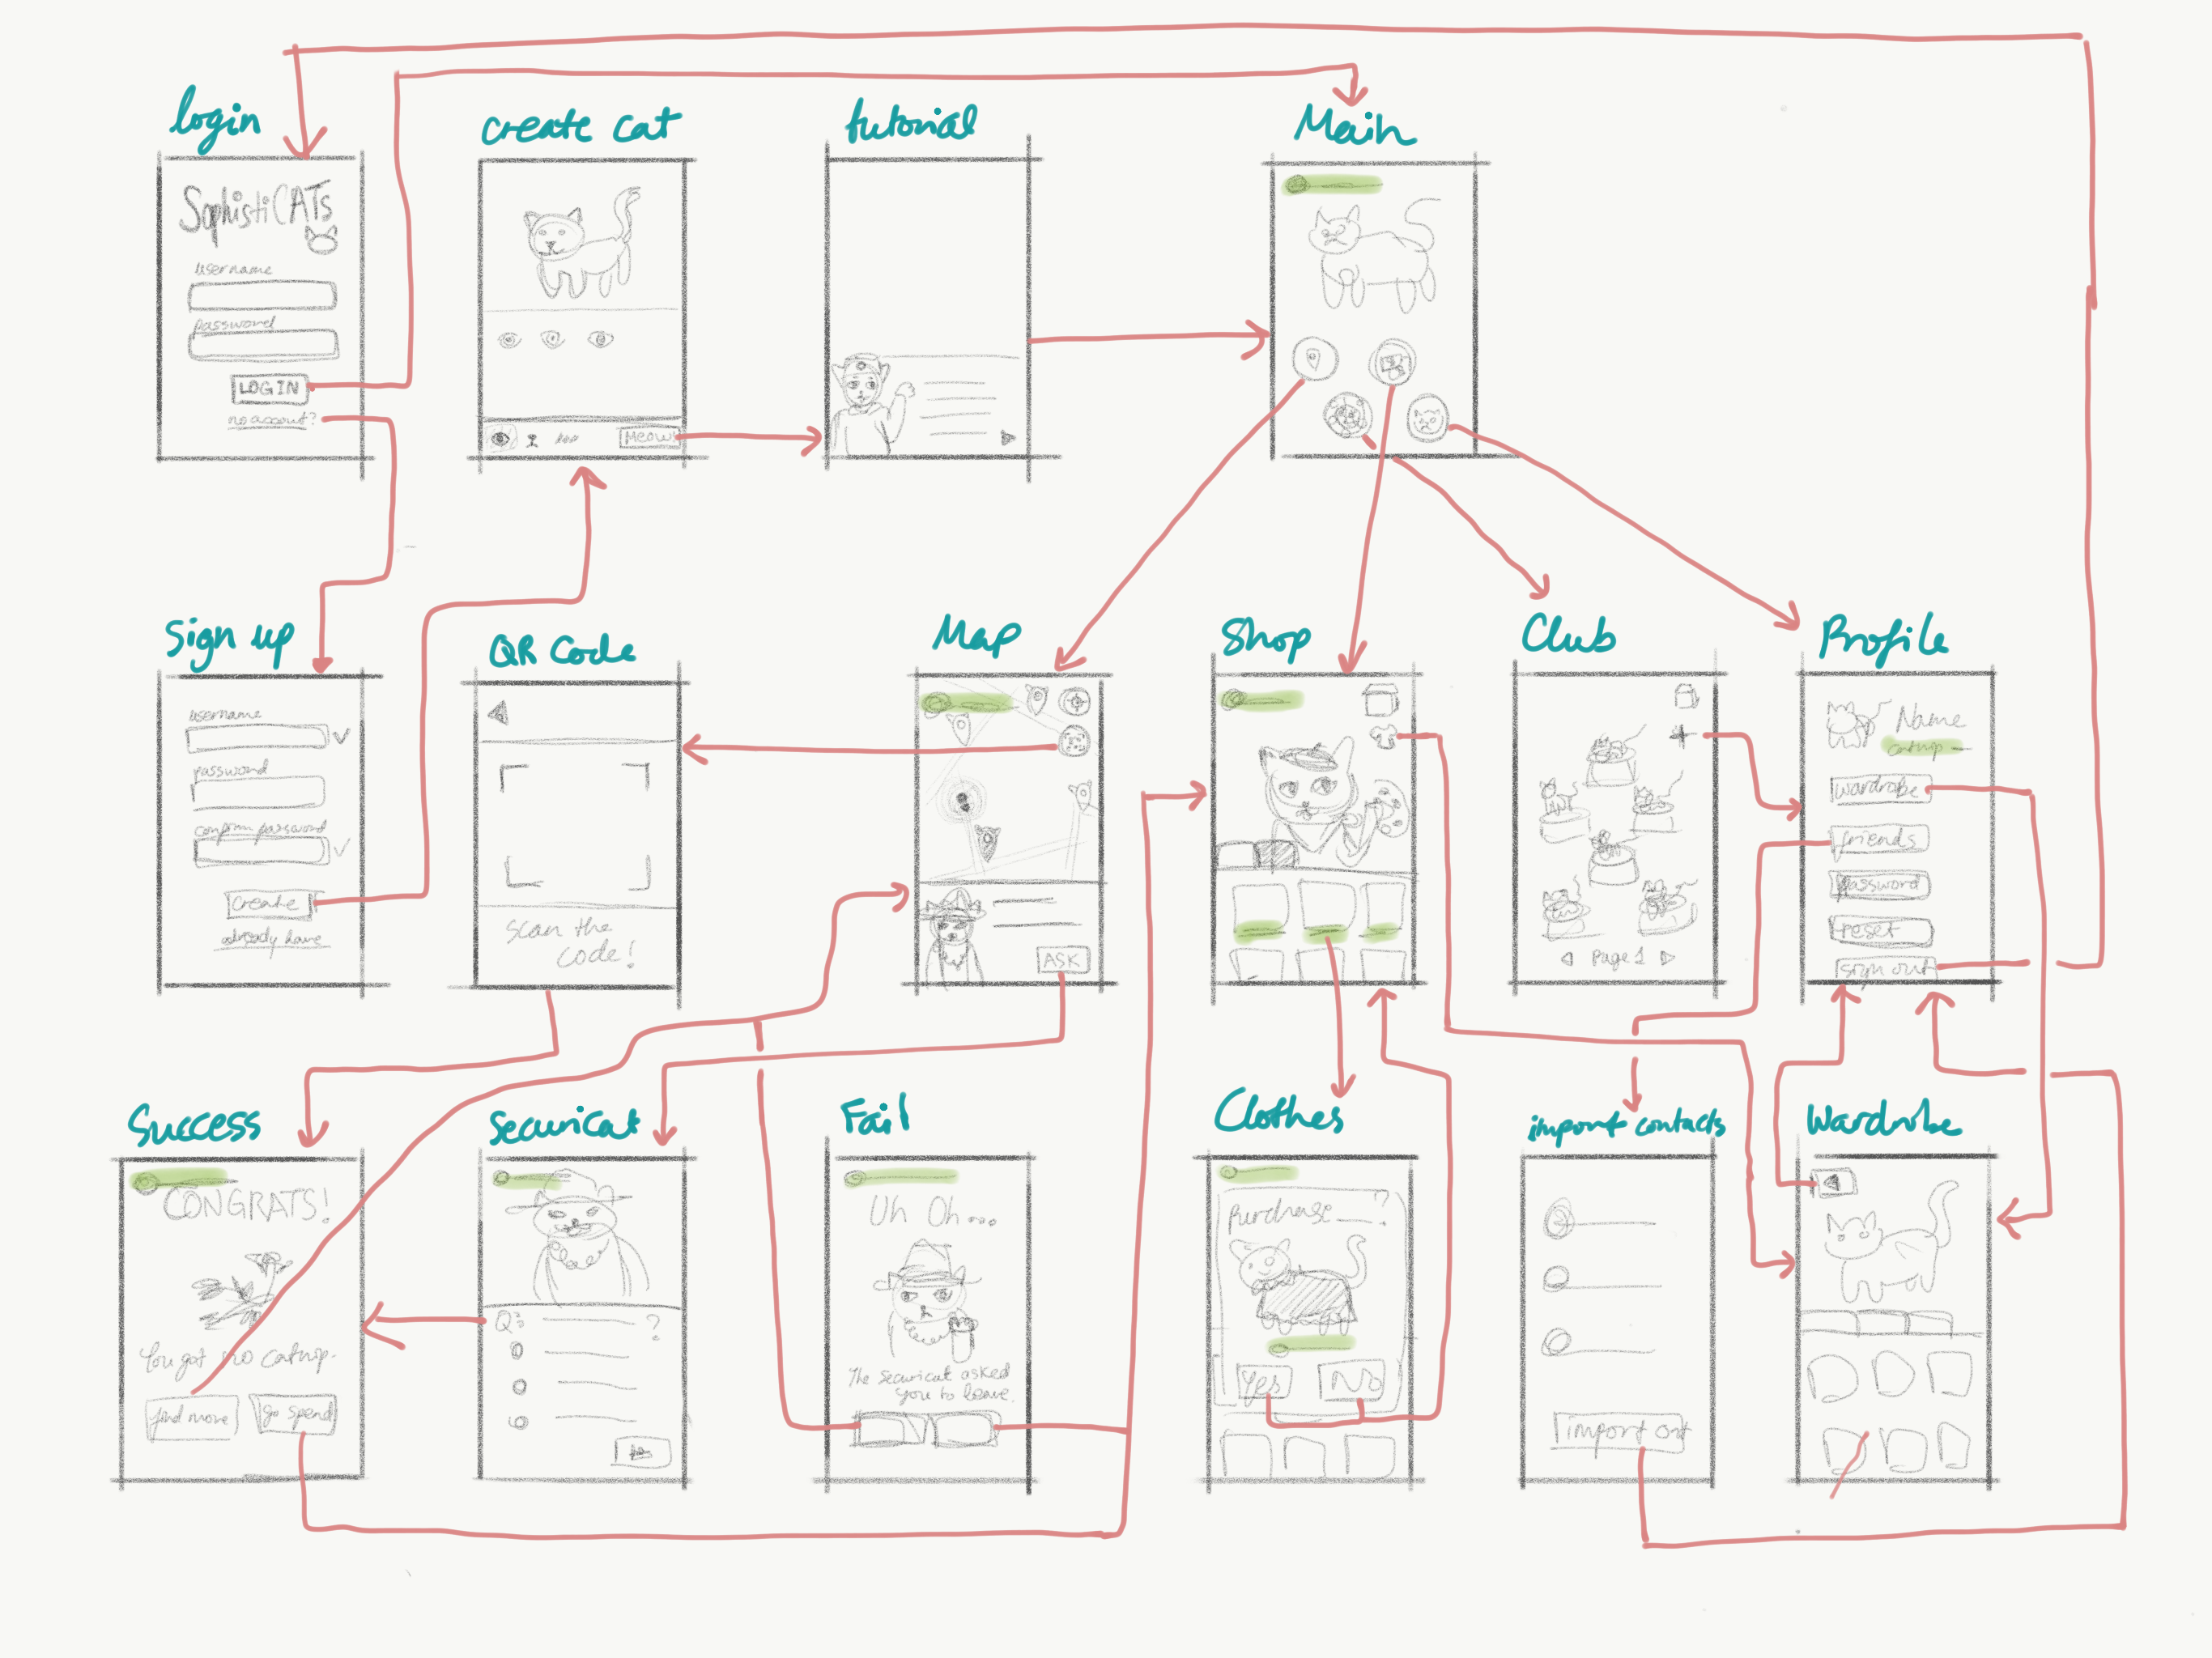 login
create cat
tutorial
Main
SophistiCATs
username
password
LOGIN
no account?
Meow!
Sign up
QR Code
Map
Shop
Club
Profile
username
password
confirm password
create
already have
scan the
code!
ASK
Page 1
Name
catnip
wardrobe
friends
password
reset
sign out
Success
Securicat
Fail
Clothes
import contacts
Wardrobe
CONGRATS!
You got no catnip.
find more
go spend
Q:
?
Uh Oh...
The securicat asked
you to leave.
Purchase ___?
Yes
No
import